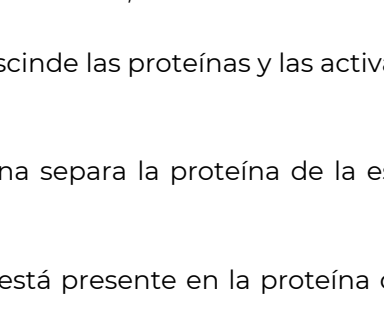 scinde las proteínas y las activa
na separa la proteína de la es
está presente en la proteína